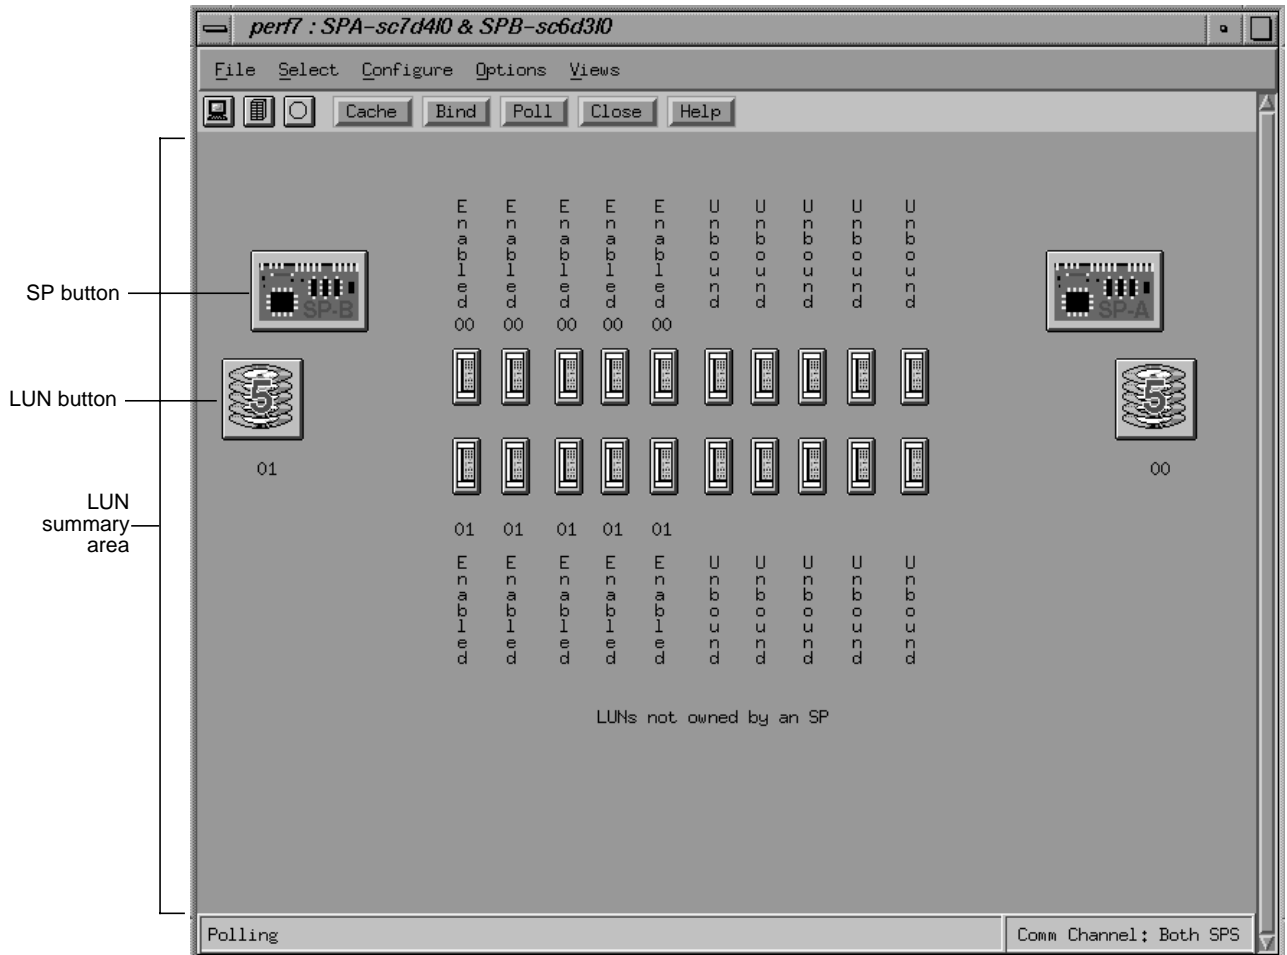 perf7 : SPA-sc7d4l0 & SPB-sc6d3l0
File Select Configure Options Views
Cache Bind Poll Close Help
Enabled Enabled Enabled Enabled Enabled Unbound Unbound Unbound Unbound Unbound
SP button
SP-B
SP-A
00 00 00 00 00
LUN button
5
5
01
00
LUN
summary
area
01 01 01 01 01
Enabled Enabled Enabled Enabled Enabled Unbound Unbound Unbound Unbound Unbound
LUNs not owned by an SP
Polling
Comm Channel: Both SPS